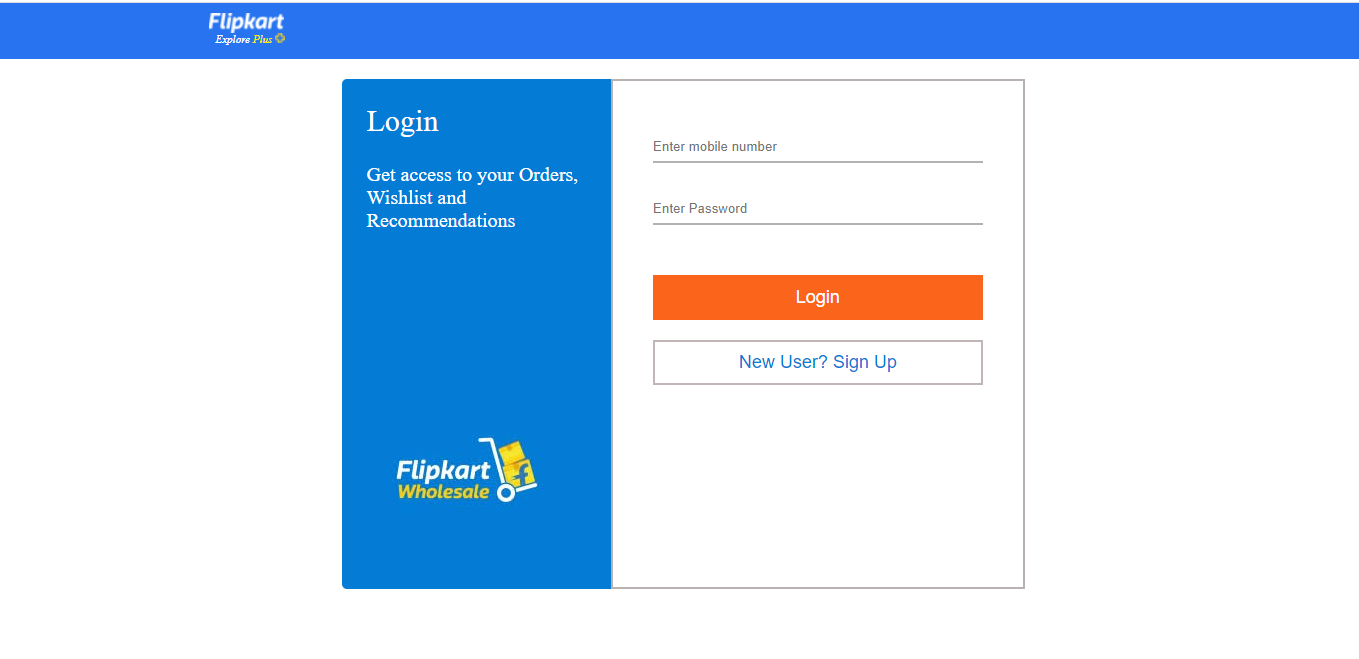 Flipkart
Explore Plus
Login
Get access to your Orders,
Wishlist and
Recommendations
Flipkart
Wholesale
f
Enter mobile number
Enter Password
Login
New User? Sign Up